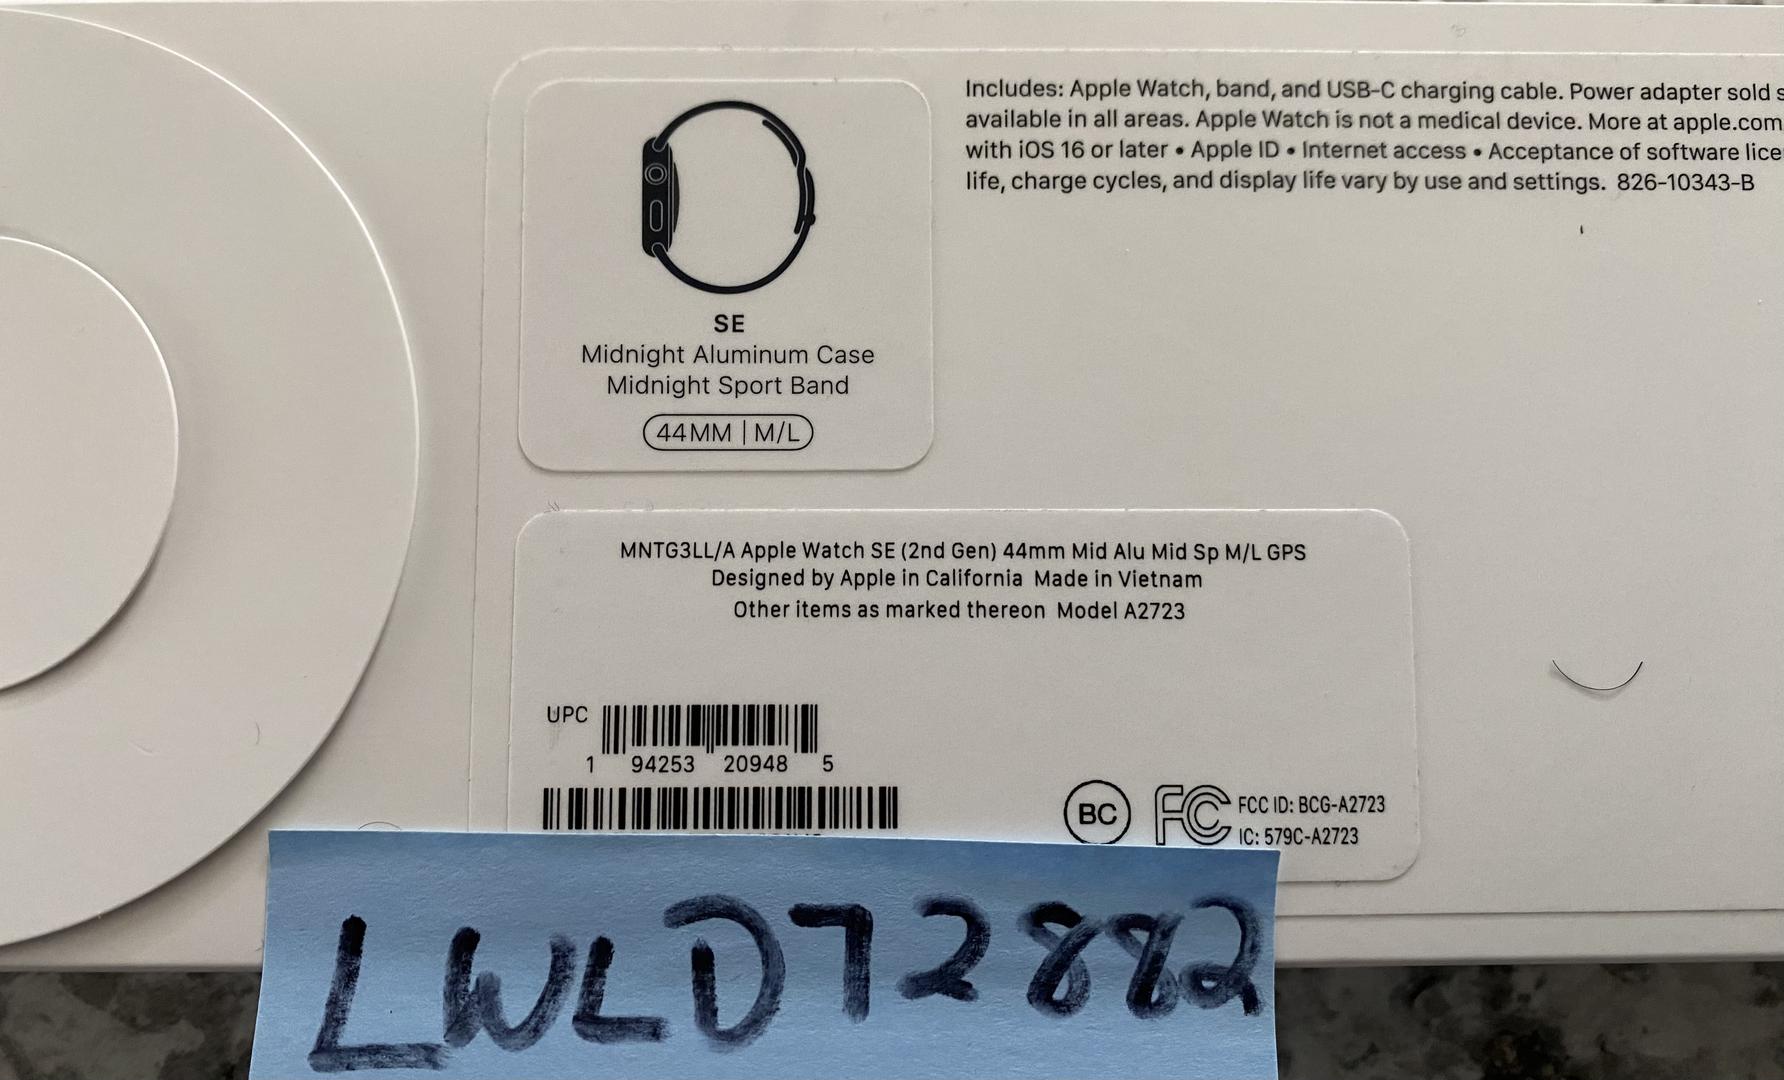 Includes: Apple Watch, band, and USB-C charging cable. Power adapter sold s
available in all areas. Apple Watch is not a medical device. More at apple.com
with iOS 16 or later • Apple ID • Internet access • Acceptance of software lice
life, charge cycles, and display life vary by use and settings. 826-10343-B
SE
Midnight Aluminum Case
Midnight Sport Band
44MM | M/L
MNTG3LL/A Apple Watch SE (2nd Gen) 44mm Mid Alu Mid Sp M/L GPS
Designed by Apple in California Made in Vietnam
Other items as marked thereon Model A2723
UPC
1 94253 20948 5
BC
FC
FCC ID: BCG-A2723
IC: 579C-A2723
LWLD72882